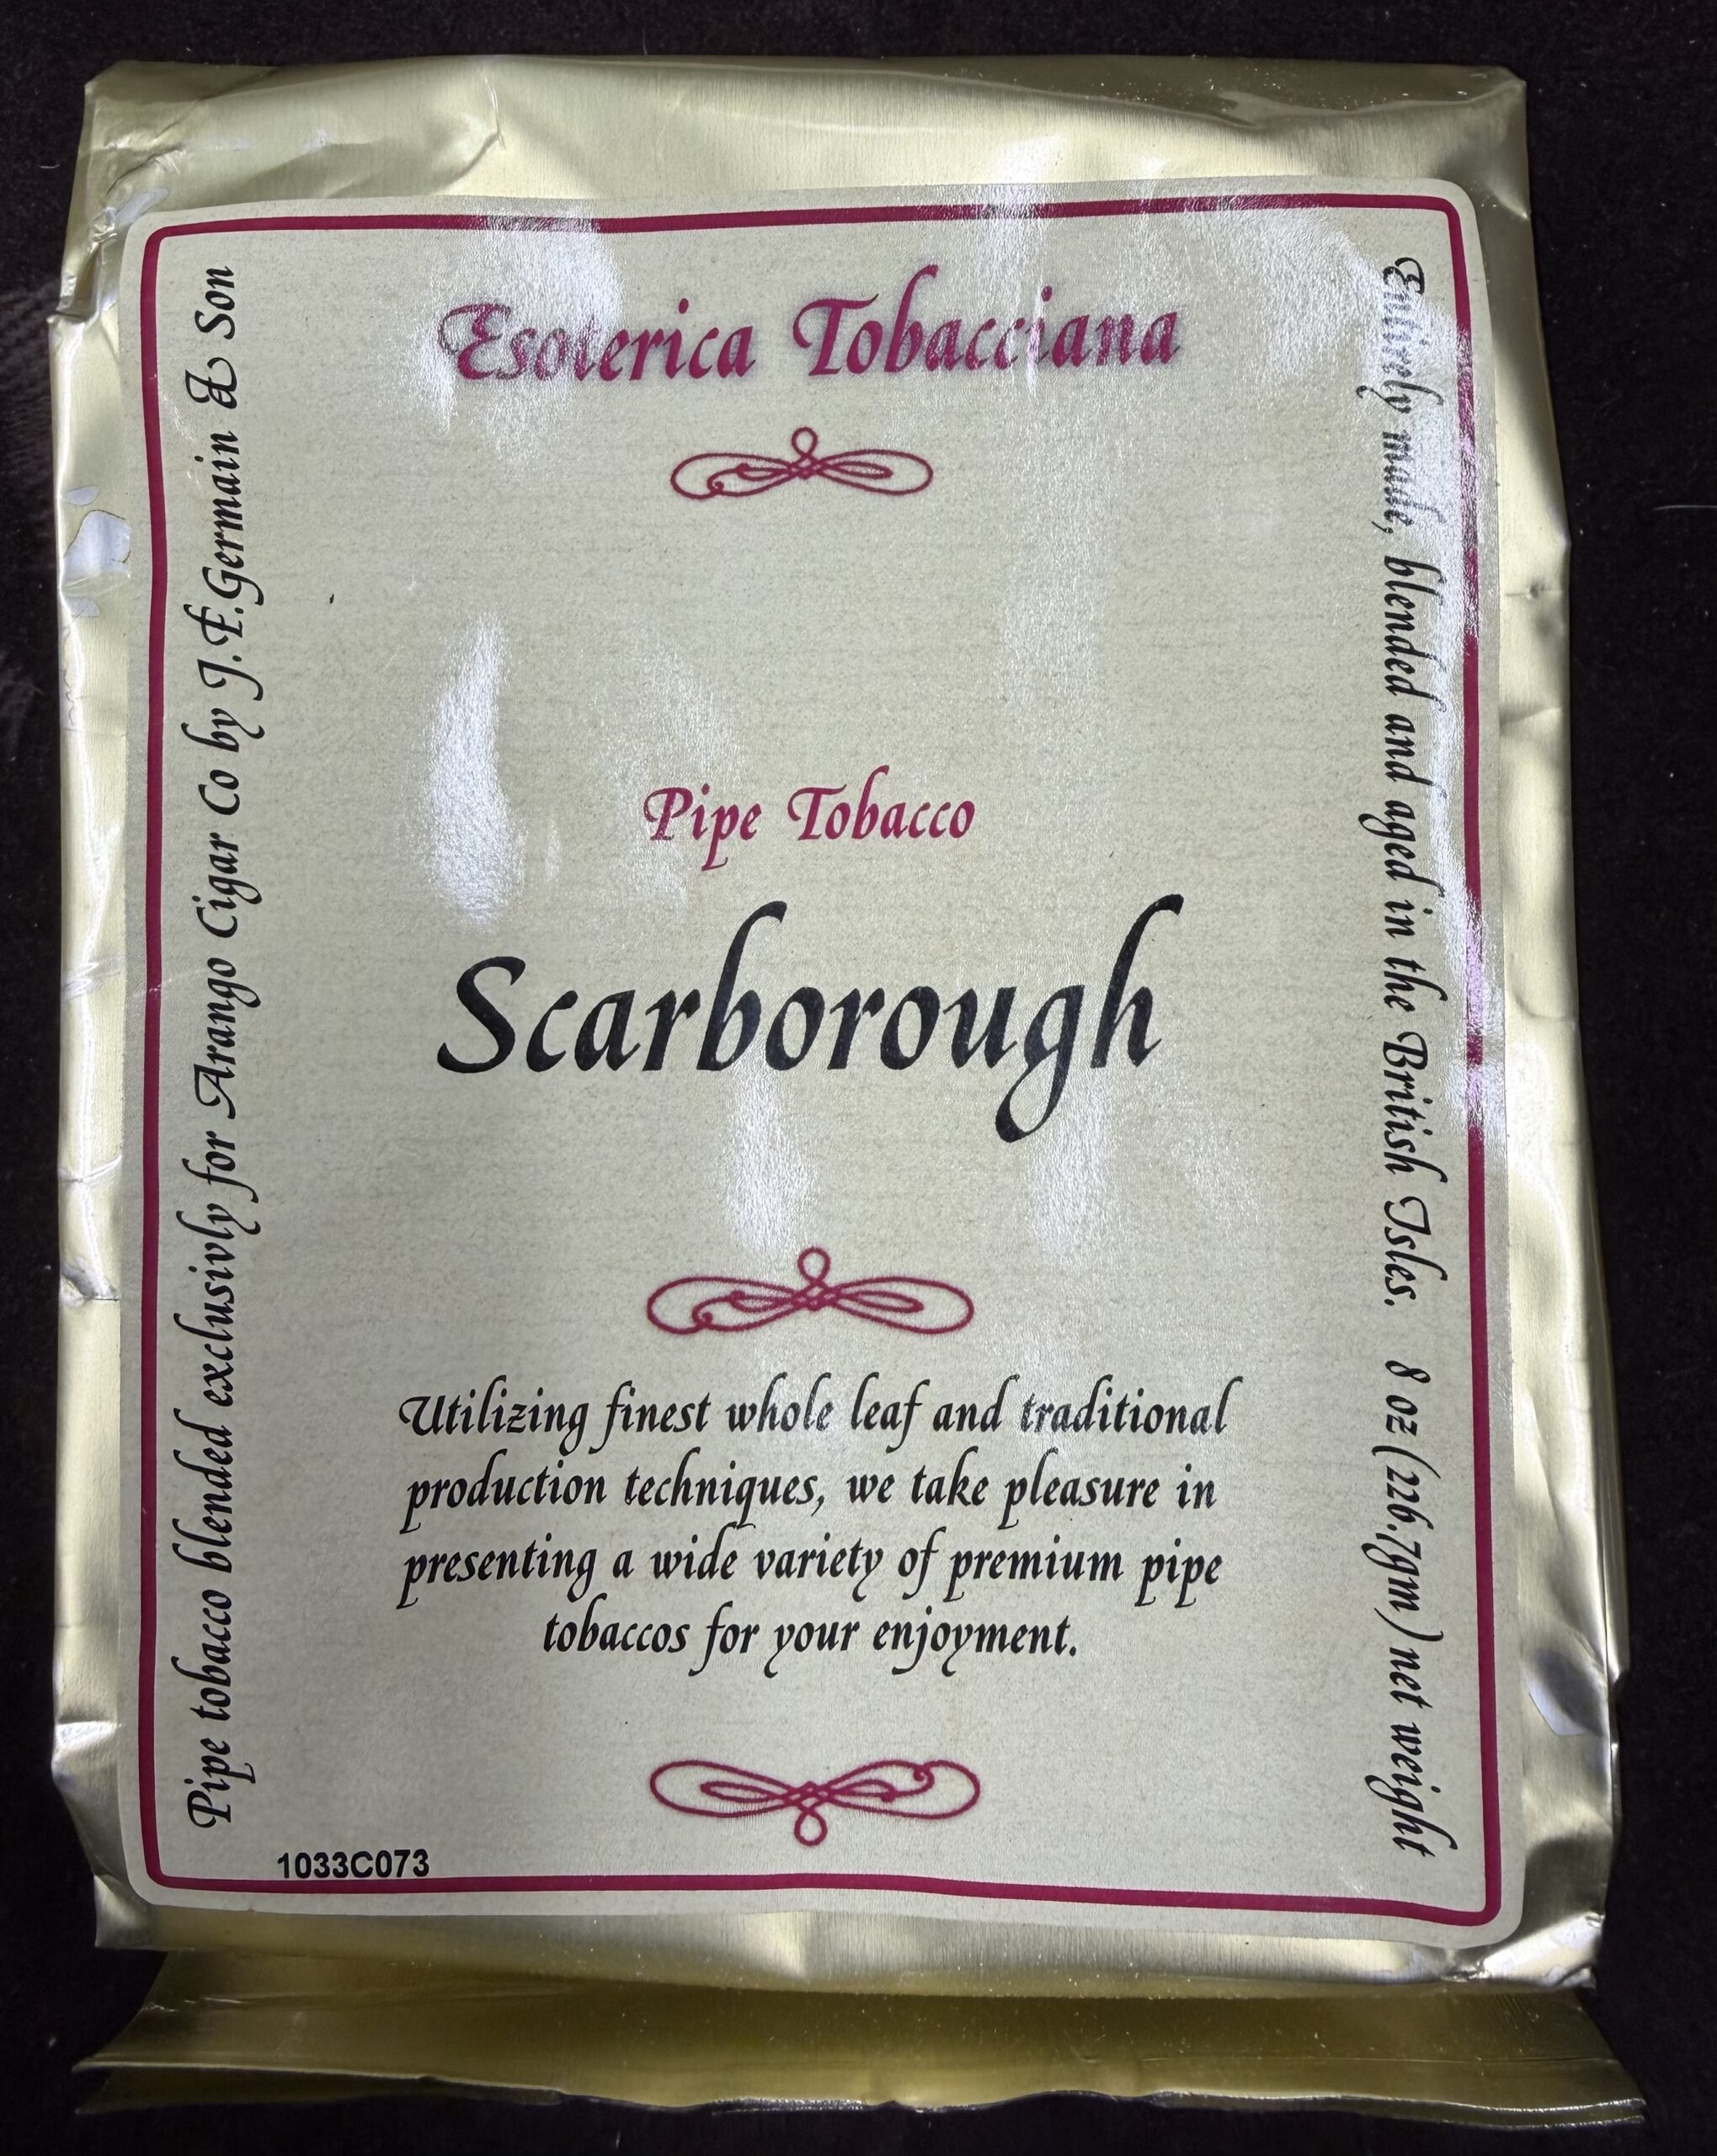 Esoterica Tobacciana
Pipe Tobacco
Scarborough
Utilizing finest whole leaf and traditional
production techniques, we take pleasure in
presenting a wide variety of premium pipe
tobaccos for your enjoyment.
Pipe tobacco blended exclusivly for Arango Cigar Co by J.F.Germain & Son
Entirely made, blended and aged in the British Isles. 8 oz (226.7gm) net weight
1033C073